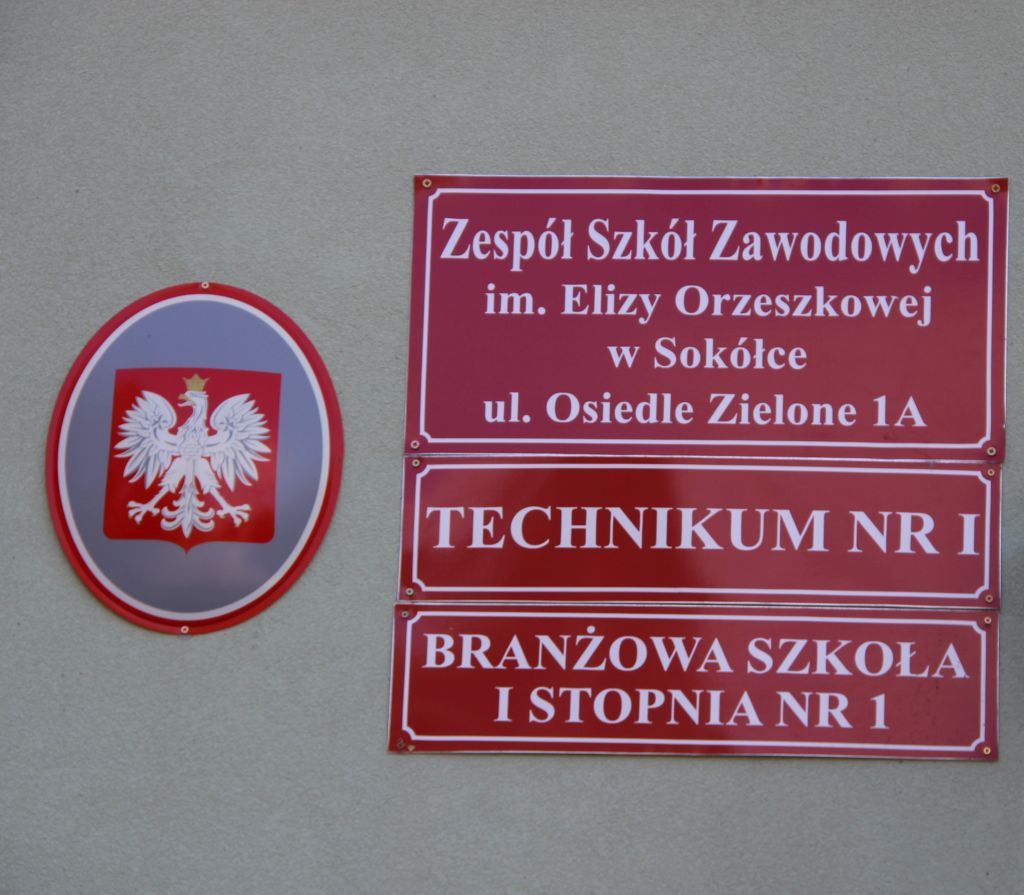 Zespół Szkół Zawodowych
im. Elizy Orzeszkowej
w Sokółce
ul. Osiedle Zielone 1A
TECHNIKUM NR I
BRANŻOWA SZKOŁA
I STOPNIA NR 1